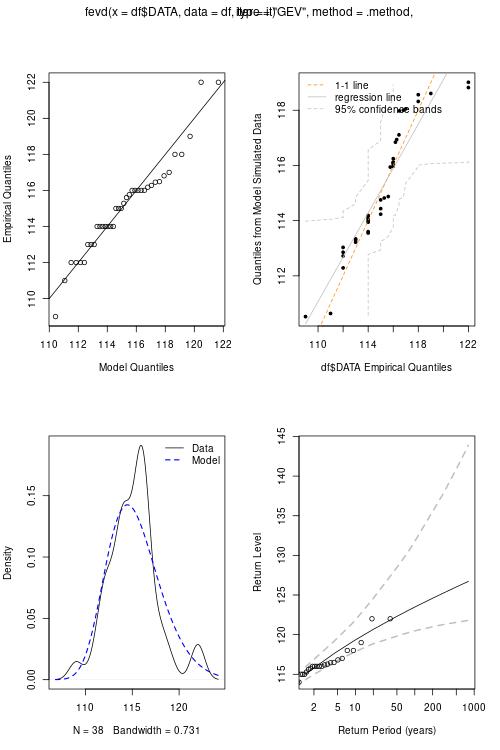 fevd(x = df$DATA, data = df, type = "GEV", method = .method,
iter = it)
122
120
118
116
114
112
110
Empirical Quantiles
110 112 114 116 118 120 122
Model Quantiles
1-1 line
regression line
95% confidence bands
118
116
114
112
Quantiles from Model Simulated Data
110 112 114 116 118 122
df$DATA Empirical Quantiles
Data
Model
0.15
0.10
0.05
0.00
Density
110 115 120
N = 38 Bandwidth = 0.731
145
140
135
130
125
120
115
Return Level
2 5 10 50 200 1000
Return Period (years)